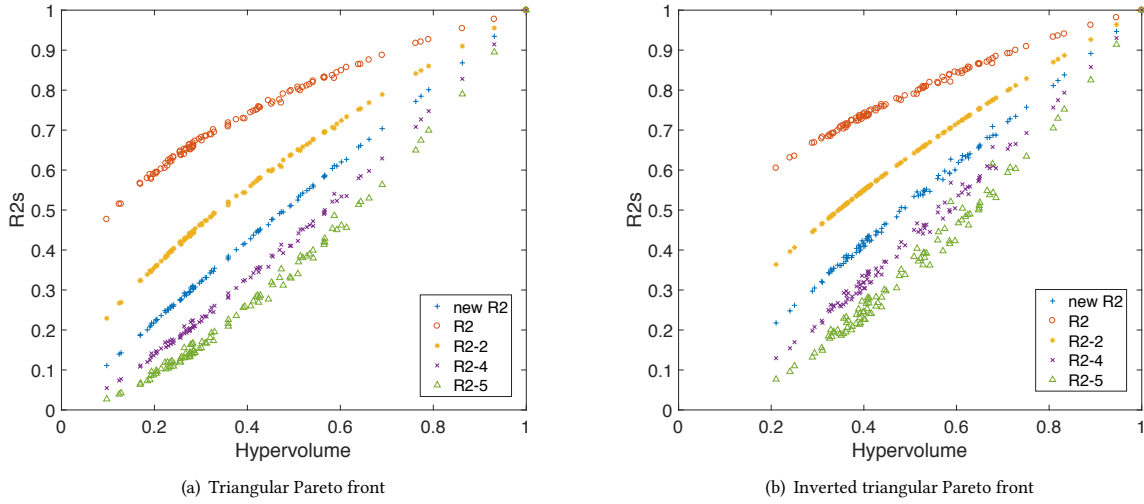 1
0.9
0.8
0.7
0.6
0.5
0.4
0.3
0.2
0.1
0
R2s
0 0.2 0.4 0.6 0.8 1
Hypervolume
new R2
R2
R2-2
R2-4
R2-5
(a) Triangular Pareto front
1
0.9
0.8
0.7
0.6
0.5
0.4
0.3
0.2
0.1
0
R2s
0 0.2 0.4 0.6 0.8 1
Hypervolume
new R2
R2
R2-2
R2-4
R2-5
(b) Inverted triangular Pareto front